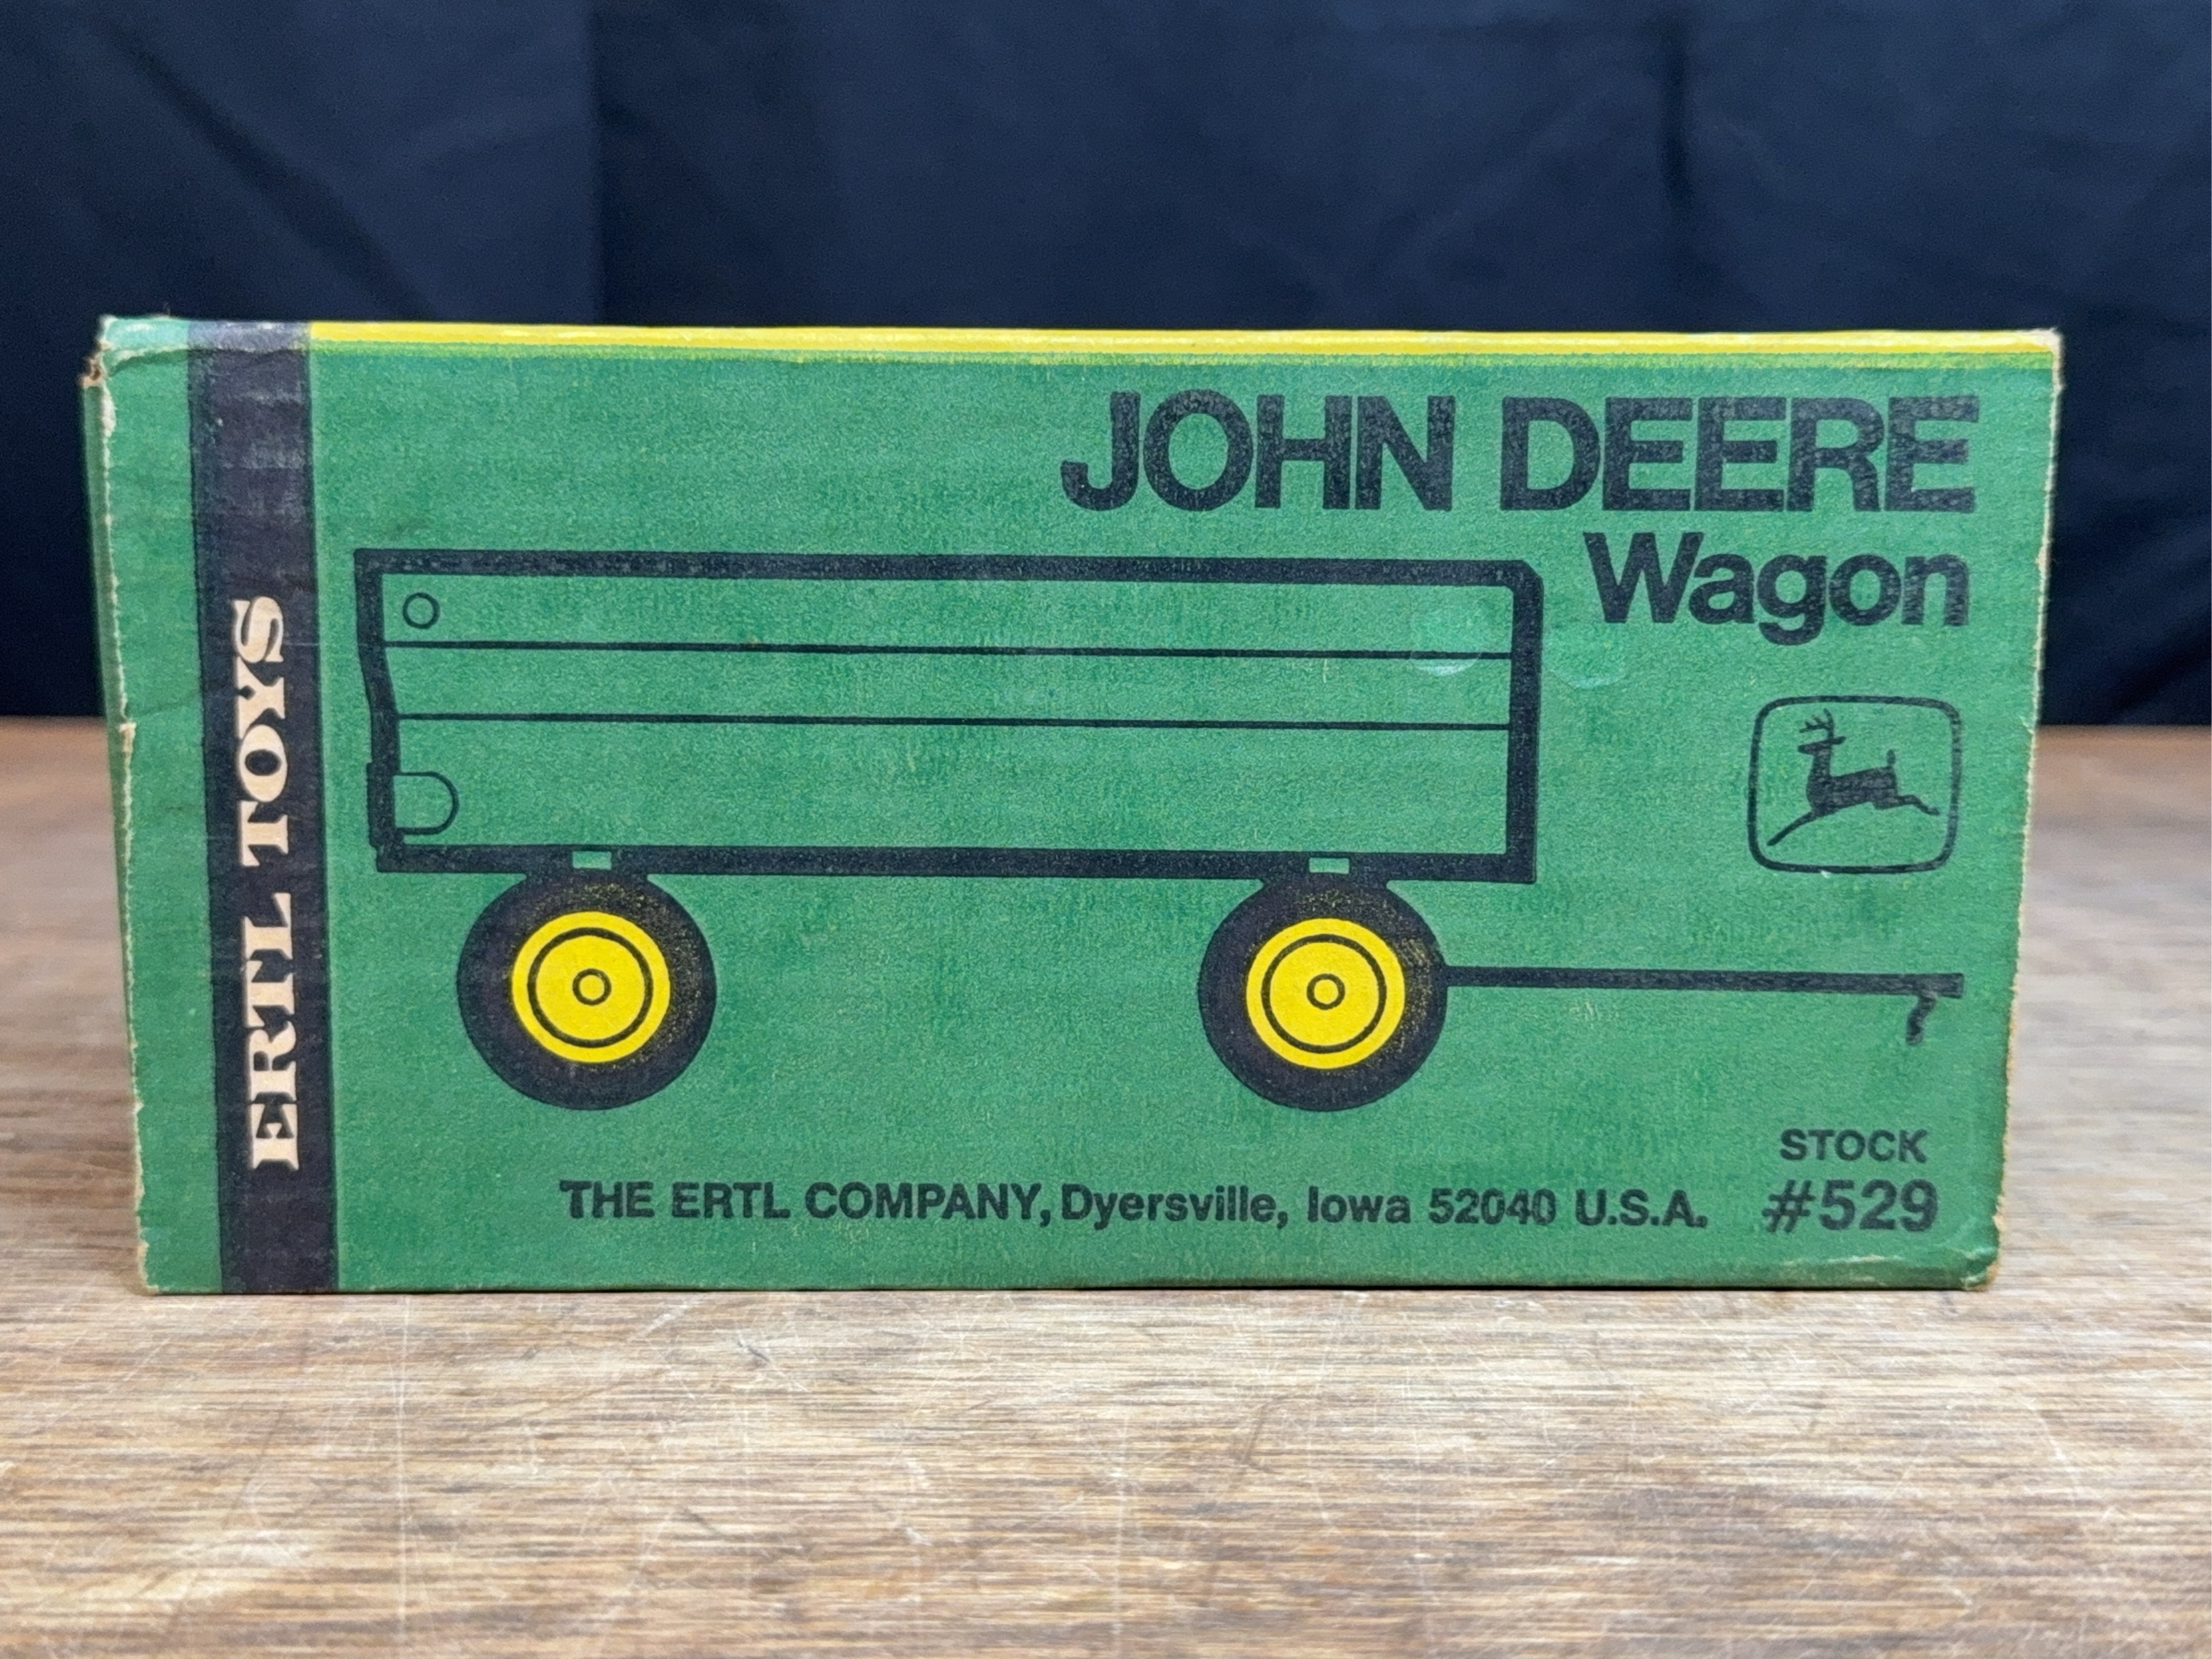 JOHN DEERE
Wagon
ERTL TOYS
STOCK
#529
THE ERTL COMPANY, Dyersville, Iowa 52040 U.S.A.